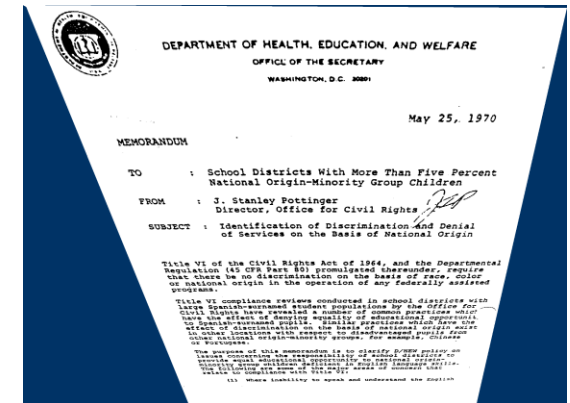 DEPARTMENT OF HEALTH, EDUCATION, AND WELFARE
OFFICE OF THE SECRETARY
WASHINGTON, D.C. 20201
May 25, 1970
MEMORANDUM
TO : School Districts With More Than Five Percent
National Origin-Minority Group Children
FROM : J. Stanley Pottinger
Director, Office for Civil Rights
SUBJECT : Identification of Discrimination and Denial
of Services on the Basis of National Origin
Title VI of the Civil Rights Act of 1964, and the Departmental
Regulation (45 CFR Part 80) promulgated thereunder, require
that there be no discrimination on the basis of race, color
or national origin in the operation of any federally assisted
programs.
Title VI compliance reviews conducted in school districts with
large Spanish-surnamed student populations by the Office for
Civil Rights have revealed a number of common practices which
have the effect of denying equality of educational opportunit
to Spanish-surnamed pupils. Similar practices which have the
effect of discrimination on the basis of national origin exist
in other locations with respect to disadvantaged pupils from
other national origin-minority groups, for example, Chinese
or Portugese.
The purpose of this memorandum is to clarify D/HEW policy on
issues concerning the responsibility of school districts to
provide equal educational opportunity to national origin-
minority group children deficient in English language skills.
The following are some of the major areas of concern that
relate to compliance with Title VI:
(1) Where inability to speak and understand the English